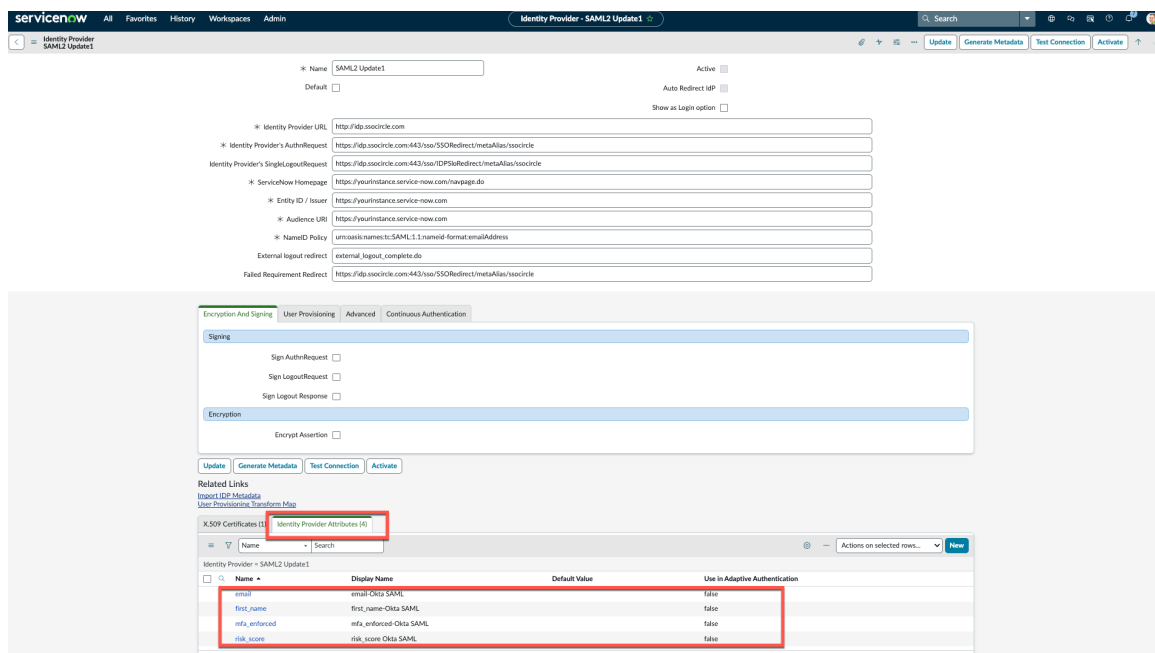 servicenow All Favorites History Workspaces Admin Identity Provider - SAML2 Update1 Search
Identity Provider
SAML2 Update1
Update Generate Metadata Test Connection Activate
Name SAML2 Update1 Active
Default Auto Redirect IdP
Show as Login option
Identity Provider URL http://idp.ssocircle.com
Identity Provider's AuthnRequest https://idp.ssocircle.com:443/sso/SSORedirect/metaAlias/ssocircle
Identity Provider's SingleLogoutRequest https://idp.ssocircle.com:443/sso/IDPSloRedirect/metaAlias/ssocircle
ServiceNow Homepage https://yourinstance.service-now.com/navpage.do
Entity ID / Issuer https://yourinstance.service-now.com
Audience URI https://yourinstance.service-now.com
NameID Policy urn:oasis:names:tc:SAML:1.1:nameid-format:emailAddress
External logout redirect external_logout_complete.do
Failed Requirement Redirect https://idp.ssocircle.com:443/sso/SSORedirect/metaAlias/ssocircle
Encryption And Signing User Provisioning Advanced Continuous Authentication
Signing
Sign AuthnRequest
Sign LogoutRequest
Sign Logout Response
Encryption
Encrypt Assertion
Update Generate Metadata Test Connection Activate
Related Links
Import IDP Metadata
User Provisioning Transform Map
X.509 Certificates (1) Identity Provider Attributes (4)
Name Search Actions on selected rows... New
Identity Provider = SAML2 Update1
Name Display Name Default Value Use in Adaptive Authentication
email email-Okta SAML false
first_name first_name-Okta SAML false
mfa_enforced mfa_enforced-Okta SAML false
risk_score risk_score Okta SAML false